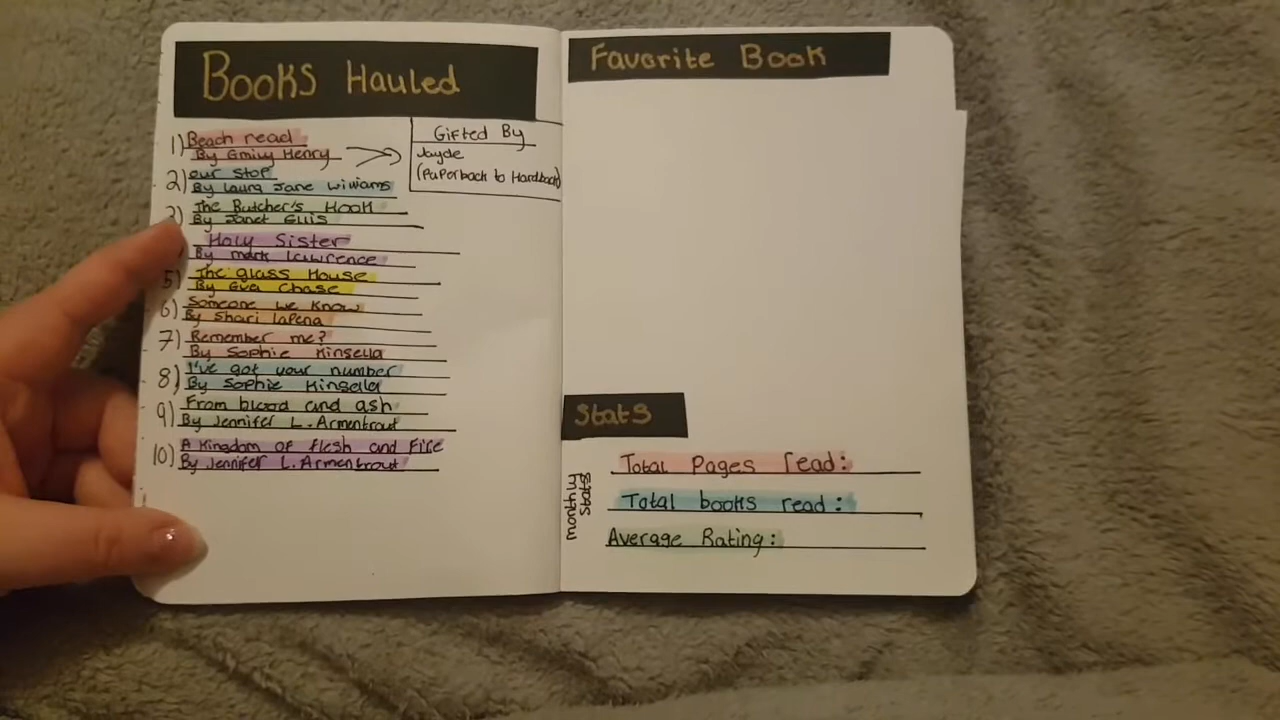 Books Hauled
1) Beach read
By Emily Henry
Gifted By
Jayde
(Paperback to Hardback)
2) our stop
By Laura Jane Williams
3) The Butcher's Hook
By Janet Ellis
Holy Sister
By mark Lawrence
5) The glass House
By Eva Chase
6) Someone we Know
By Shari lapena
7) Remember me?
By Sophie Kinsella
8) I've got your number
By Sophie Kinsella
9) From blood and ash
By Jennifer L. Armentrout
10) A Kingdom of flesh and Fire
By Jennifer L. Armentrout
Favorite Book
Stats
monthly
stats
Total Pages read:
Total books read:
Average Rating: